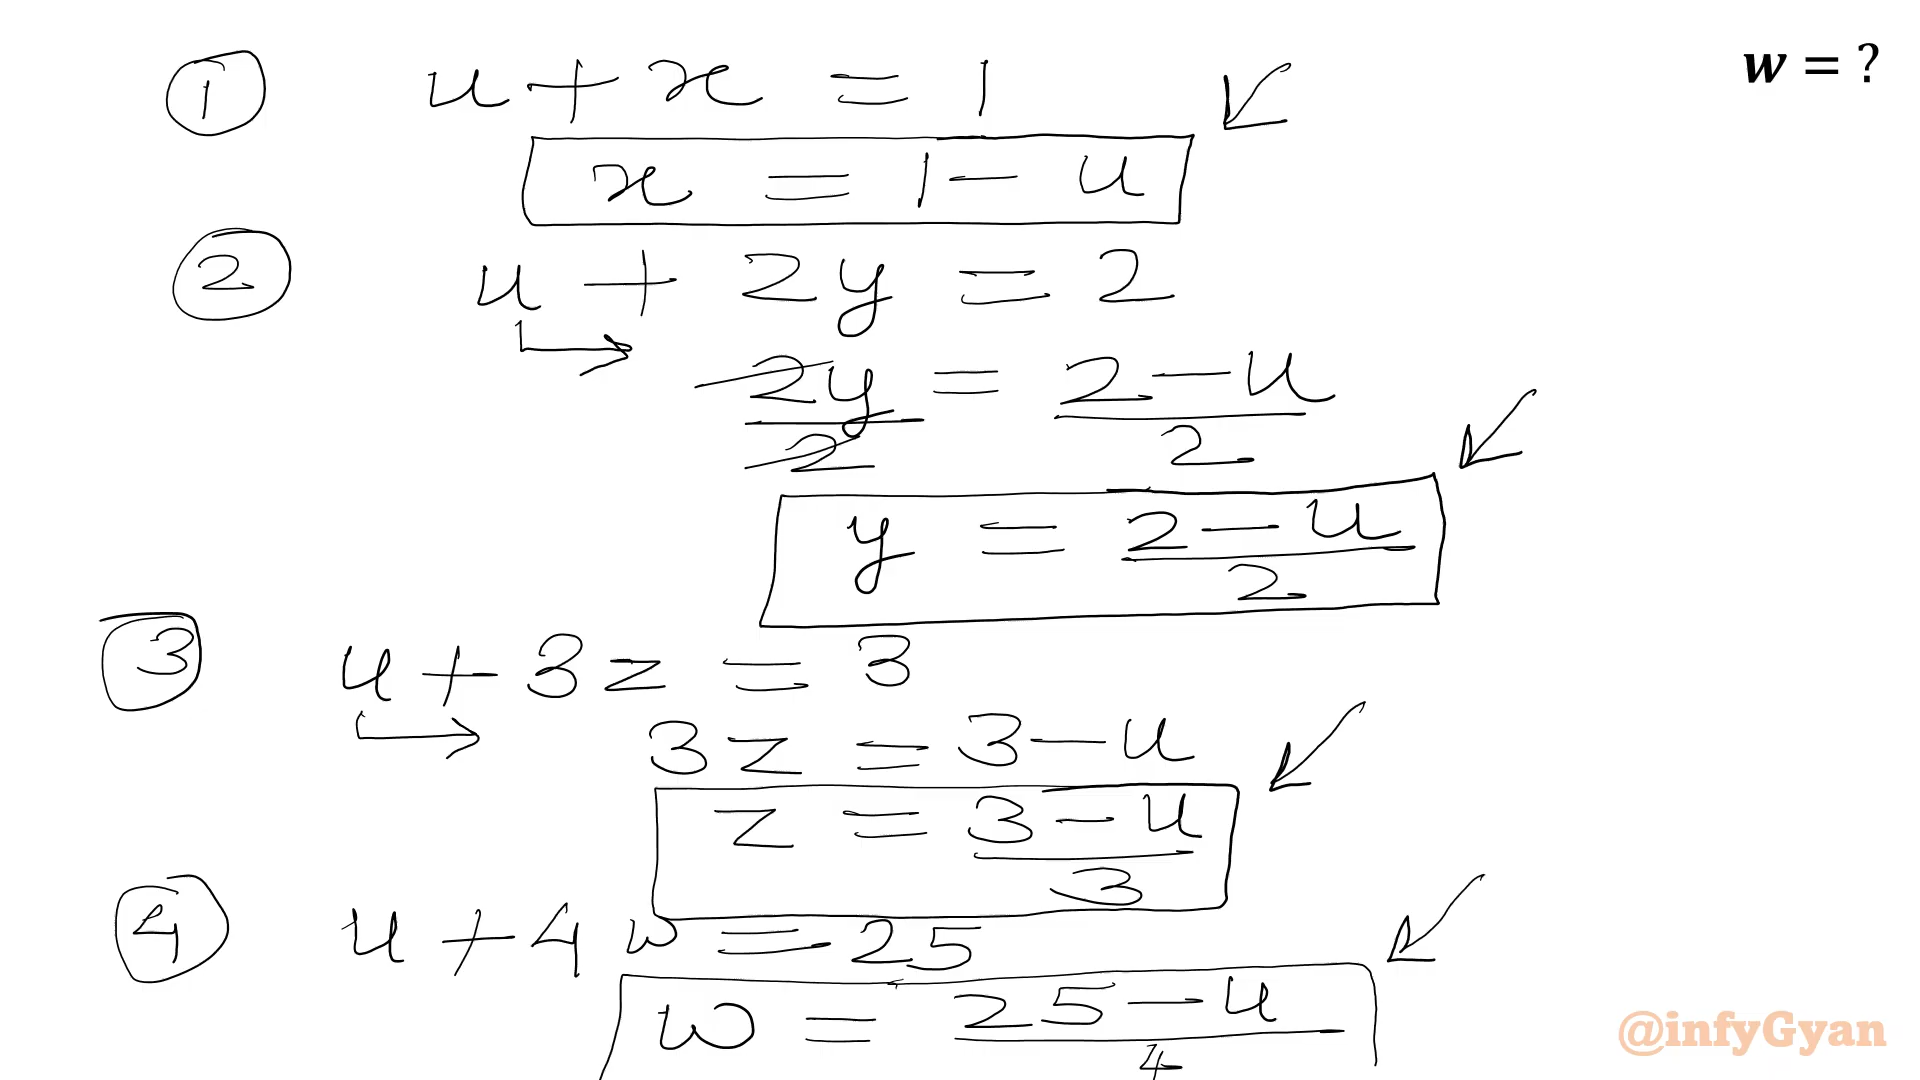 w = ?
① u + x = 1
x = 1 - u
② u + 2y = 2
2y/2 = 2 - u/2
y = 2 - u/2
③ u + 3z = 3
3z = 3 - u
z = 3 - u/3
④ u + 4w = 25
w = 25 - u/4
@infyGyan